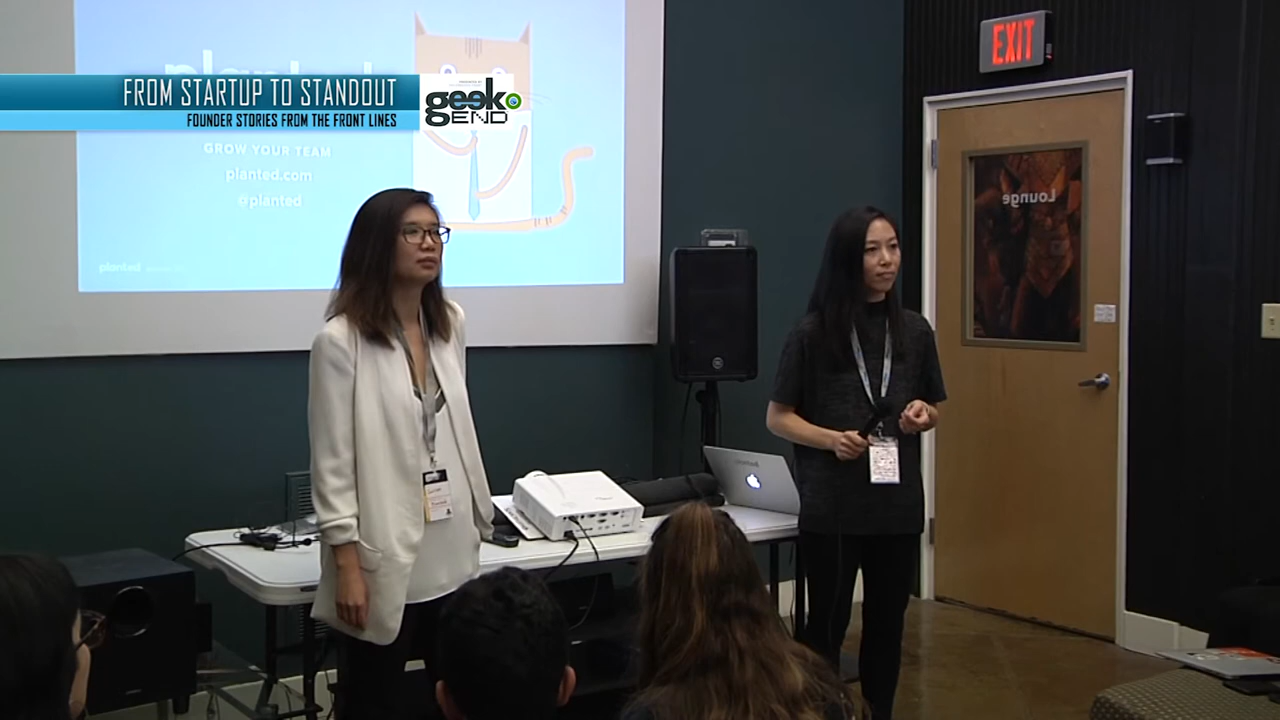 FROM STARTUP TO STANDOUT
FOUNDER STORIES FROM THE FRONT LINES
geekend
planted
GROW YOUR TEAM
planted.com
@planted
planted
EXIT
Lounge